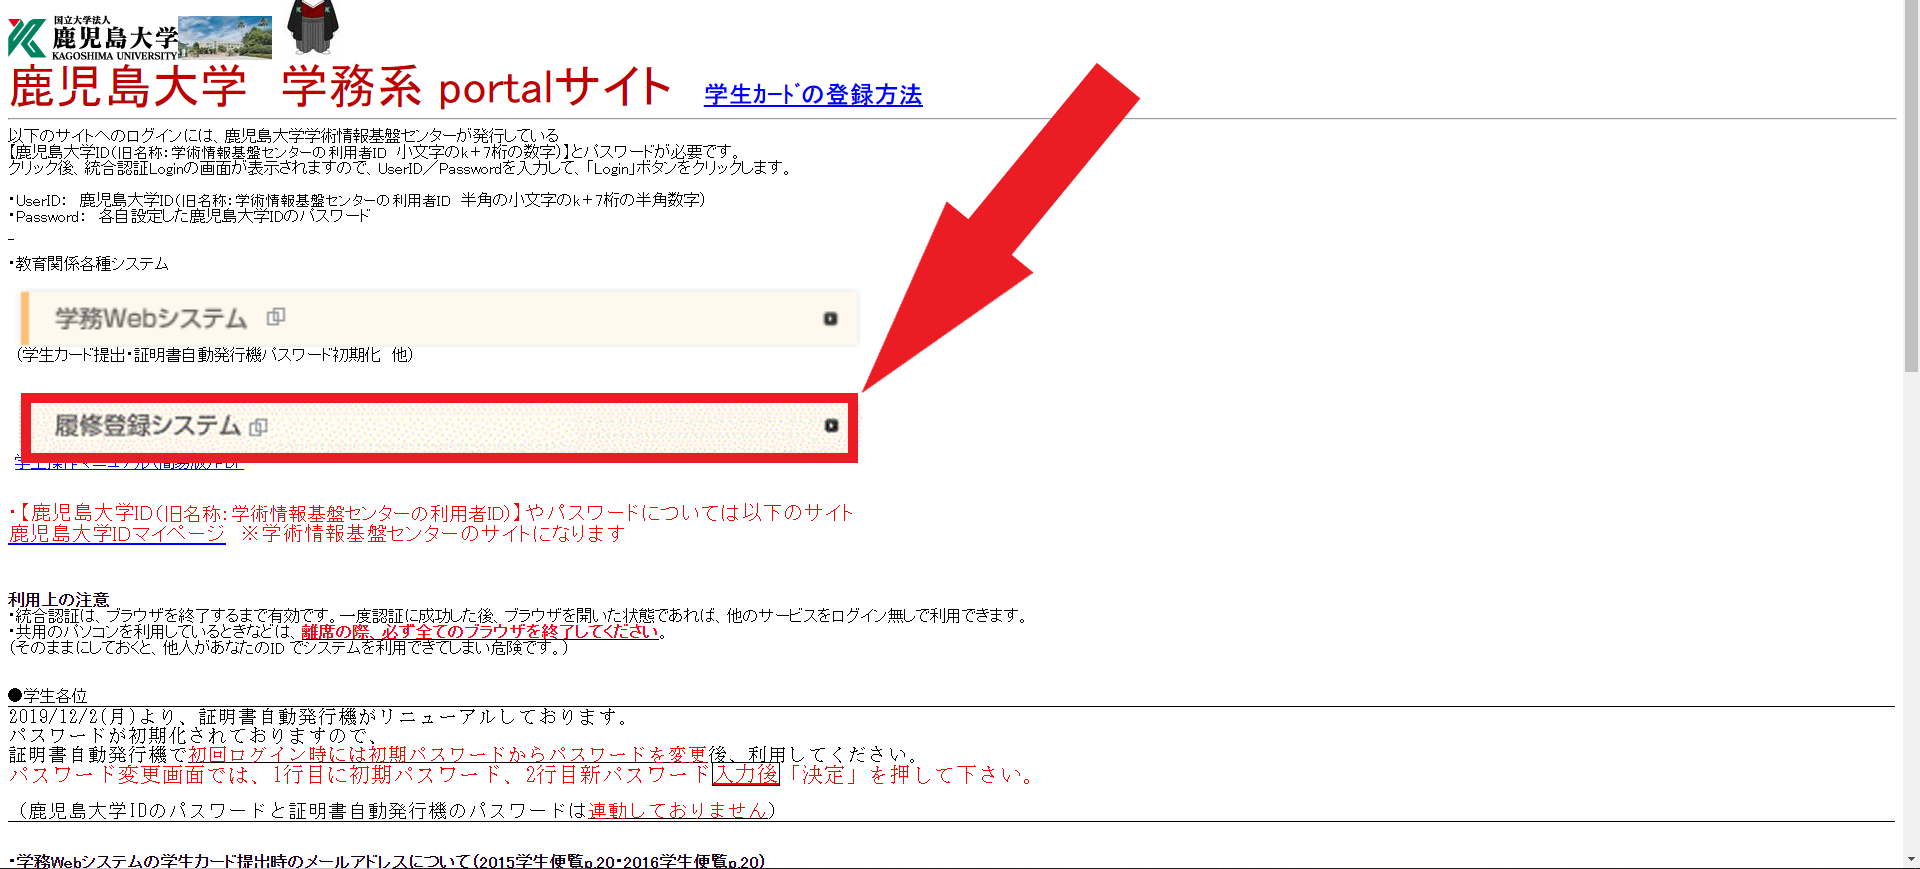 国立大学法人
鹿児島大学
KAGOSHIMA UNIVERSITY
鹿児島大学　学務系 portalサイト　学生ｶｰﾄﾞの登録方法
以下のサイトへのログインには、鹿児島大学学術情報基盤センターが発行している
【鹿児島大学ID（旧名称：学術情報基盤センターの利用者ID　小文字のk＋7桁の数字）】とパスワードが必要です。
クリック後、統合認証Loginの画面が表示されますので、UserID／Passwordを入力して、「Login」ボタンをクリックします。
・UserID：　鹿児島大学ID（旧名称：学術情報基盤センターの利用者ID　半角の小文字のk＋7桁の半角数字）
・Password：　各自設定した鹿児島大学IDのパスワード
・教育関係各種システム
学務Webシステム
（学生カード提出・証明書自動発行機パスワード初期化　他）
履修登録システム
学生操作マニュアル（簡易版）PDF
・【鹿児島大学ID（旧名称：学術情報基盤センターの利用者ID）】やパスワードについては以下のサイト
鹿児島大学IDマイページ　※学術情報基盤センターのサイトになります
利用上の注意
・統合認証は、ブラウザを終了するまで有効です。一度認証に成功した後、ブラウザを開いた状態であれば、他のサービスをログイン無しで利用できます。
・共用のパソコンを利用しているときなどは、離席の際、必ず全てのブラウザを終了してください。
（そのままにしておくと、他人があなたのID でシステムを利用できてしまい危険です。）
●学生各位
2019/12/2(月)より、証明書自動発行機がリニューアルしております。
パスワードが初期化されておりますので、
証明書自動発行機で初回ログイン時には初期パスワードからパスワードを変更後、利用してください。
パスワード変更画面では、1行目に初期パスワード、2行目新パスワード入力後「決定」を押して下さい。
（鹿児島大学IDのパスワードと証明書自動発行機のパスワードは連動しておりません）
・学務Webシステムの学生カード提出時のメールアドレスについて（2015学生便覧p.20・2016学生便覧p.20）